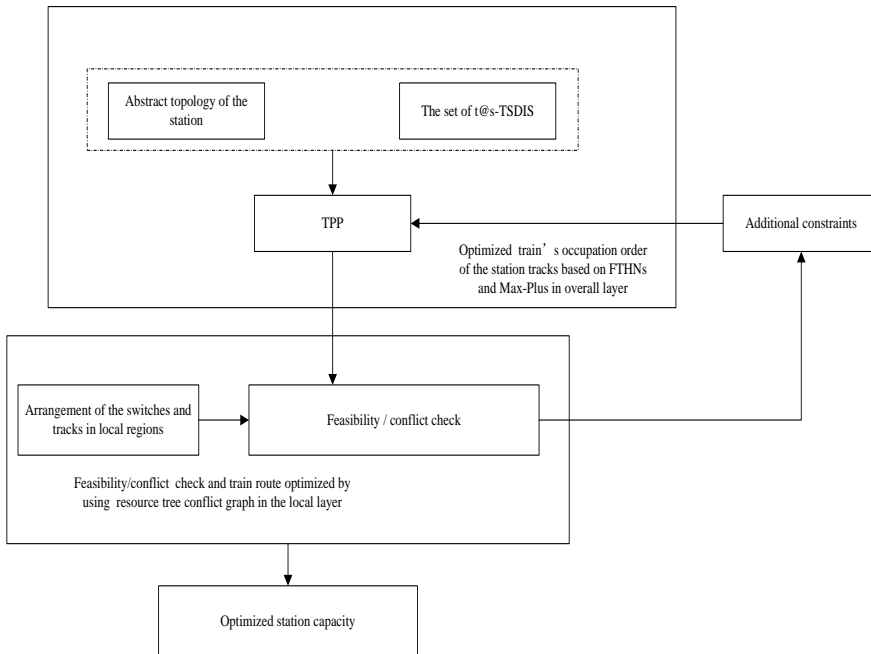 Abstract topology of the
station
The set of t@s-TSDIS
TPP
Additional constraints
Optimized train’s occupation order
of the station tracks based on FTHNs
and Max-Plus in overall layer
Arrangement of the switches and
tracks in local regions
Feasibility / conflict check
Feasibility/conflict check and train route optimized by
using resource tree conflict graph in the local layer
Optimized station capacity